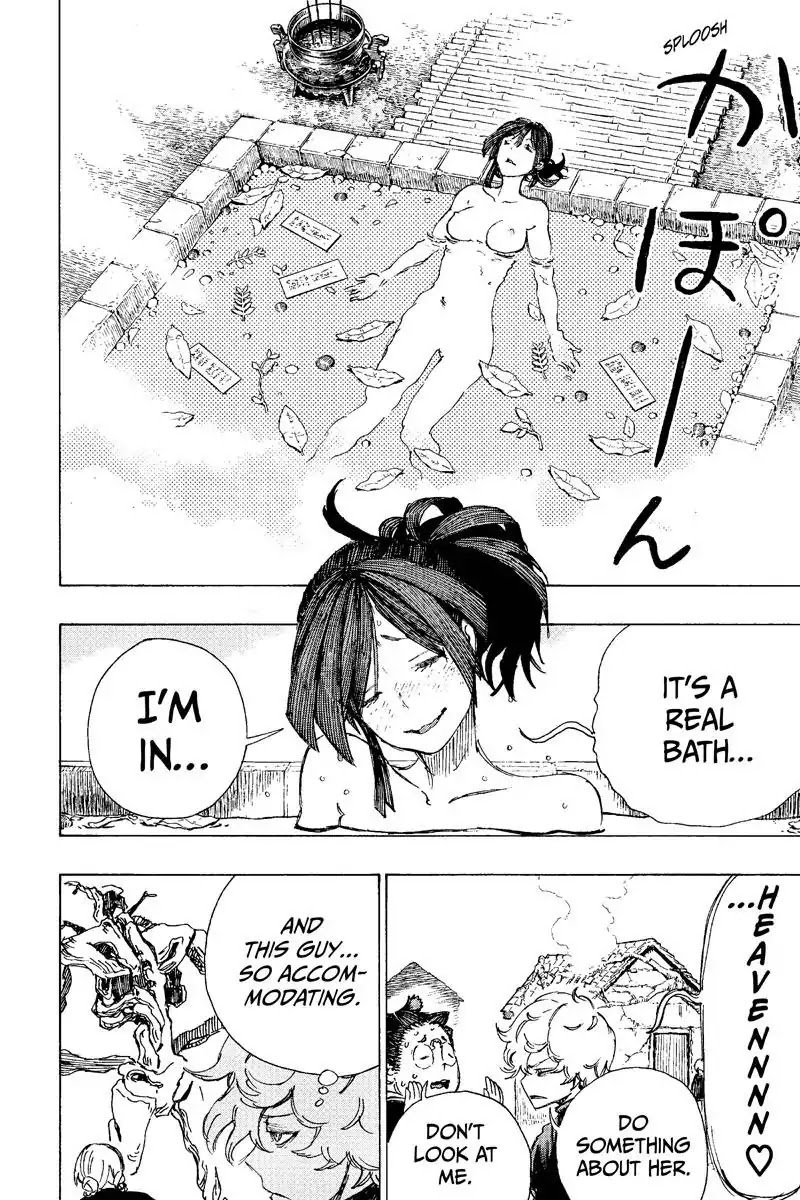 SPLOOSH
かぽーん
IT'S A
REAL
BATH...
I'M
IN...
...HEAVENNNN♡
DO
SOMETHING
ABOUT HER.
DON'T
LOOK AT
ME.
AND
THIS GUY...
SO ACCOM-
MODATING.